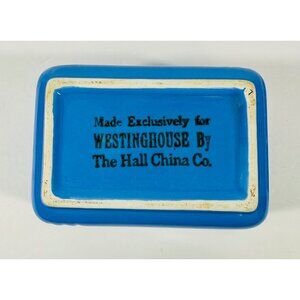 Made Exclusively for
WESTINGHOUSE By
The Hall China Co.